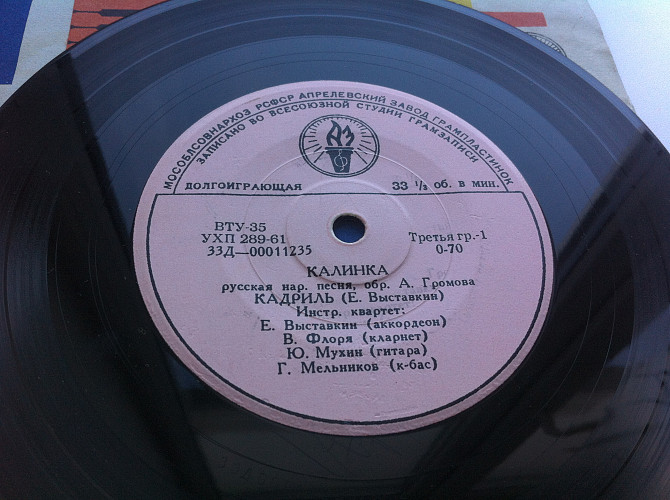 МОСОБЛСОВНАРХОЗ РСФСР АПРЕЛЕВСКИЙ ЗАВОД ГРАМПЛАСТИНОК
ЗАПИСАНО ВО ВСЕСОЮЗНОЙ СТУДИИ ГРАМЗАПИСИ
АЗ
ДОЛГОИГРАЮЩАЯ 33 1/3 об. в мин.
ВТУ-35
УХП 289-61 Третья гр.-1
33Д—00011235 0-70
КАЛИНКА
русская нар. песня, обр. А. Громова
КАДРИЛЬ (Е. Выставкин)
Инстр. квартет:
Е. Выставкин (аккордеон)
В. Флоря (кларнет)
Ю. Мухин (гитара)
Г. Мельников (к-бас)